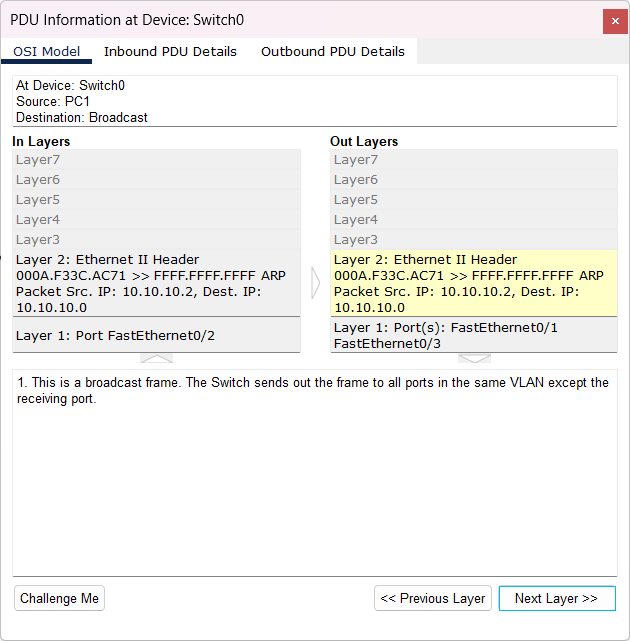 PDU Information at Device: Switch0
×
OSI Model
Inbound PDU Details
Outbound PDU Details
At Device: Switch0
Source: PC1
Destination: Broadcast
In Layers
Layer7
Layer6
Layer5
Layer4
Layer3
Layer 2: Ethernet II Header
000A.F33C.AC71 >> FFFF.FFFF.FFFF ARP
Packet Src. IP: 10.10.10.2, Dest. IP:
10.10.10.0
Layer 1: Port FastEthernet0/2
Out Layers
Layer7
Layer6
Layer5
Layer4
Layer3
Layer 2: Ethernet II Header
000A.F33C.AC71 >> FFFF.FFFF.FFFF ARP
Packet Src. IP: 10.10.10.2, Dest. IP:
10.10.10.0
Layer 1: Port(s): FastEthernet0/1
FastEthernet0/3
1. This is a broadcast frame. The Switch sends out the frame to all ports in the same VLAN except the
receiving port.
Challenge Me
<< Previous Layer
Next Layer >>